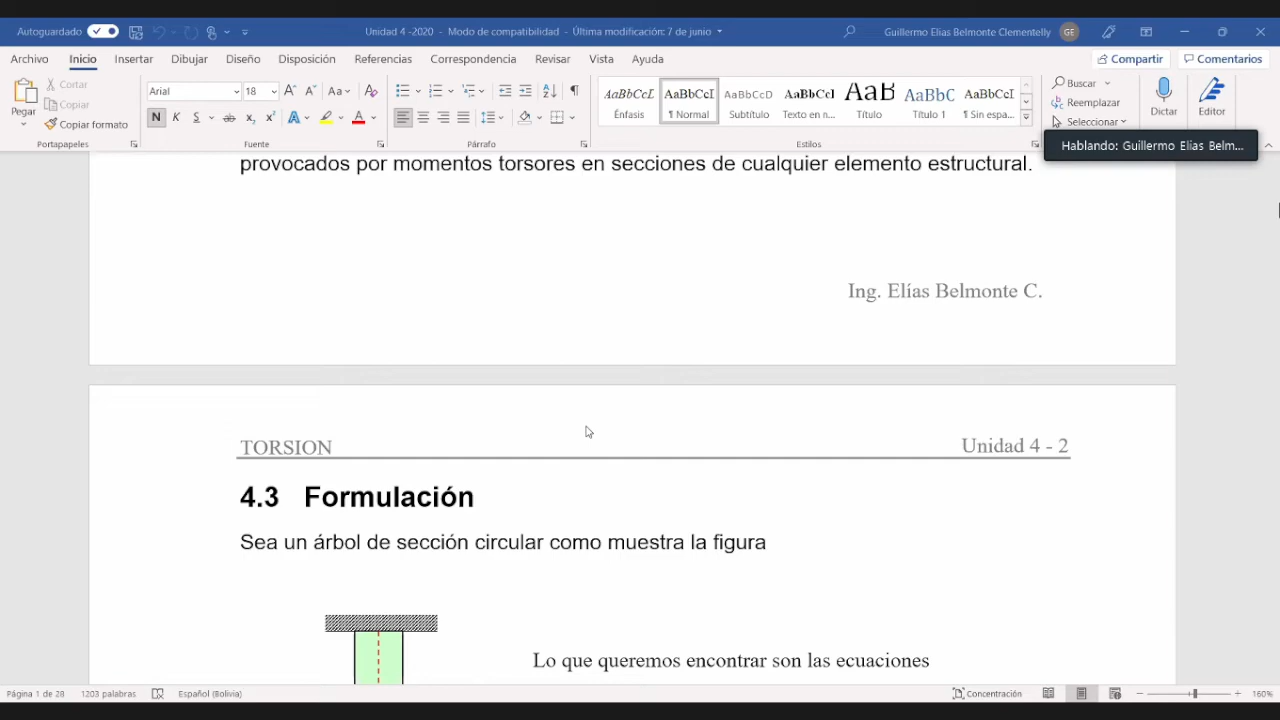 Autoguardado
Unidad 4 -2020 - Modo de compatibilidad - Última modificación: 7 de junio
Guillermo Elias Belmonte Clementelly
GE
Archivo Inicio Insertar Dibujar Diseño Disposición Referencias Correspondencia Revisar Vista Ayuda
Compartir Comentarios
Pegar
Cortar
Copiar
Copiar formato
Portapapeles
Arial 18
Aa
N K S ab x₂ x² A A
Fuente
Párrafo
AaBbCcL AaBbCcI AaBbCcD AaBbCcI AaB AaBbC AaBbCcI
Énfasis ¶ Normal Subtítulo Texto en n... Título Título 1 ¶ Sin espa...
Estilos
Buscar
Reemplazar
Seleccionar
Dictar
Editor
Hablando: Guillermo Elias Belm...
provocados por momentos torsores en secciones de cualquier elemento estructural.
Ing. Elías Belmonte C.
TORSION Unidad 4 - 2
4.3 Formulación
Sea un árbol de sección circular como muestra la figura
Lo que queremos encontrar son las ecuaciones
Página 1 de 28 1203 palabras Español (Bolivia) Concentración 160%